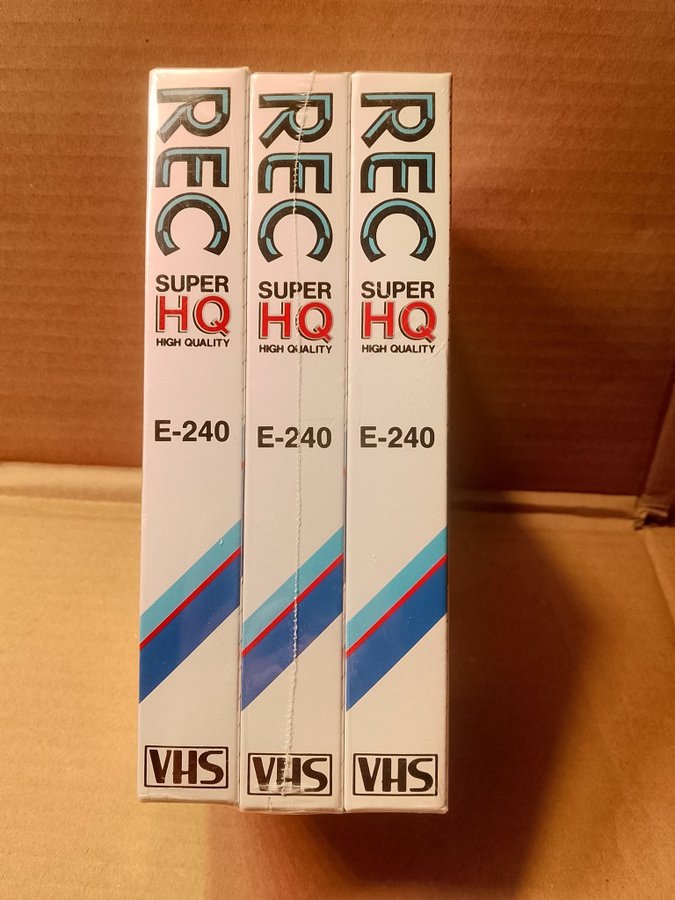 REC
SUPER
HQ
HIGH QUALITY
E-240
VHS
REC
SUPER
HQ
HIGH QUALITY
E-240
VHS
REC
SUPER
HQ
HIGH QUALITY
E-240
VHS